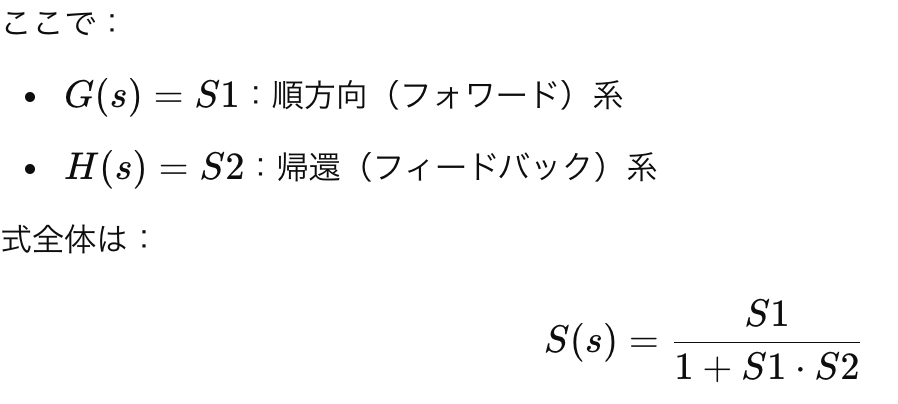 ここで：
• G(s) = S1：順方向（フォワード）系
• H(s) = S2：帰還（フィードバック）系
式全体は：
S(s) = \frac{S1}{1 + S1 · S2}